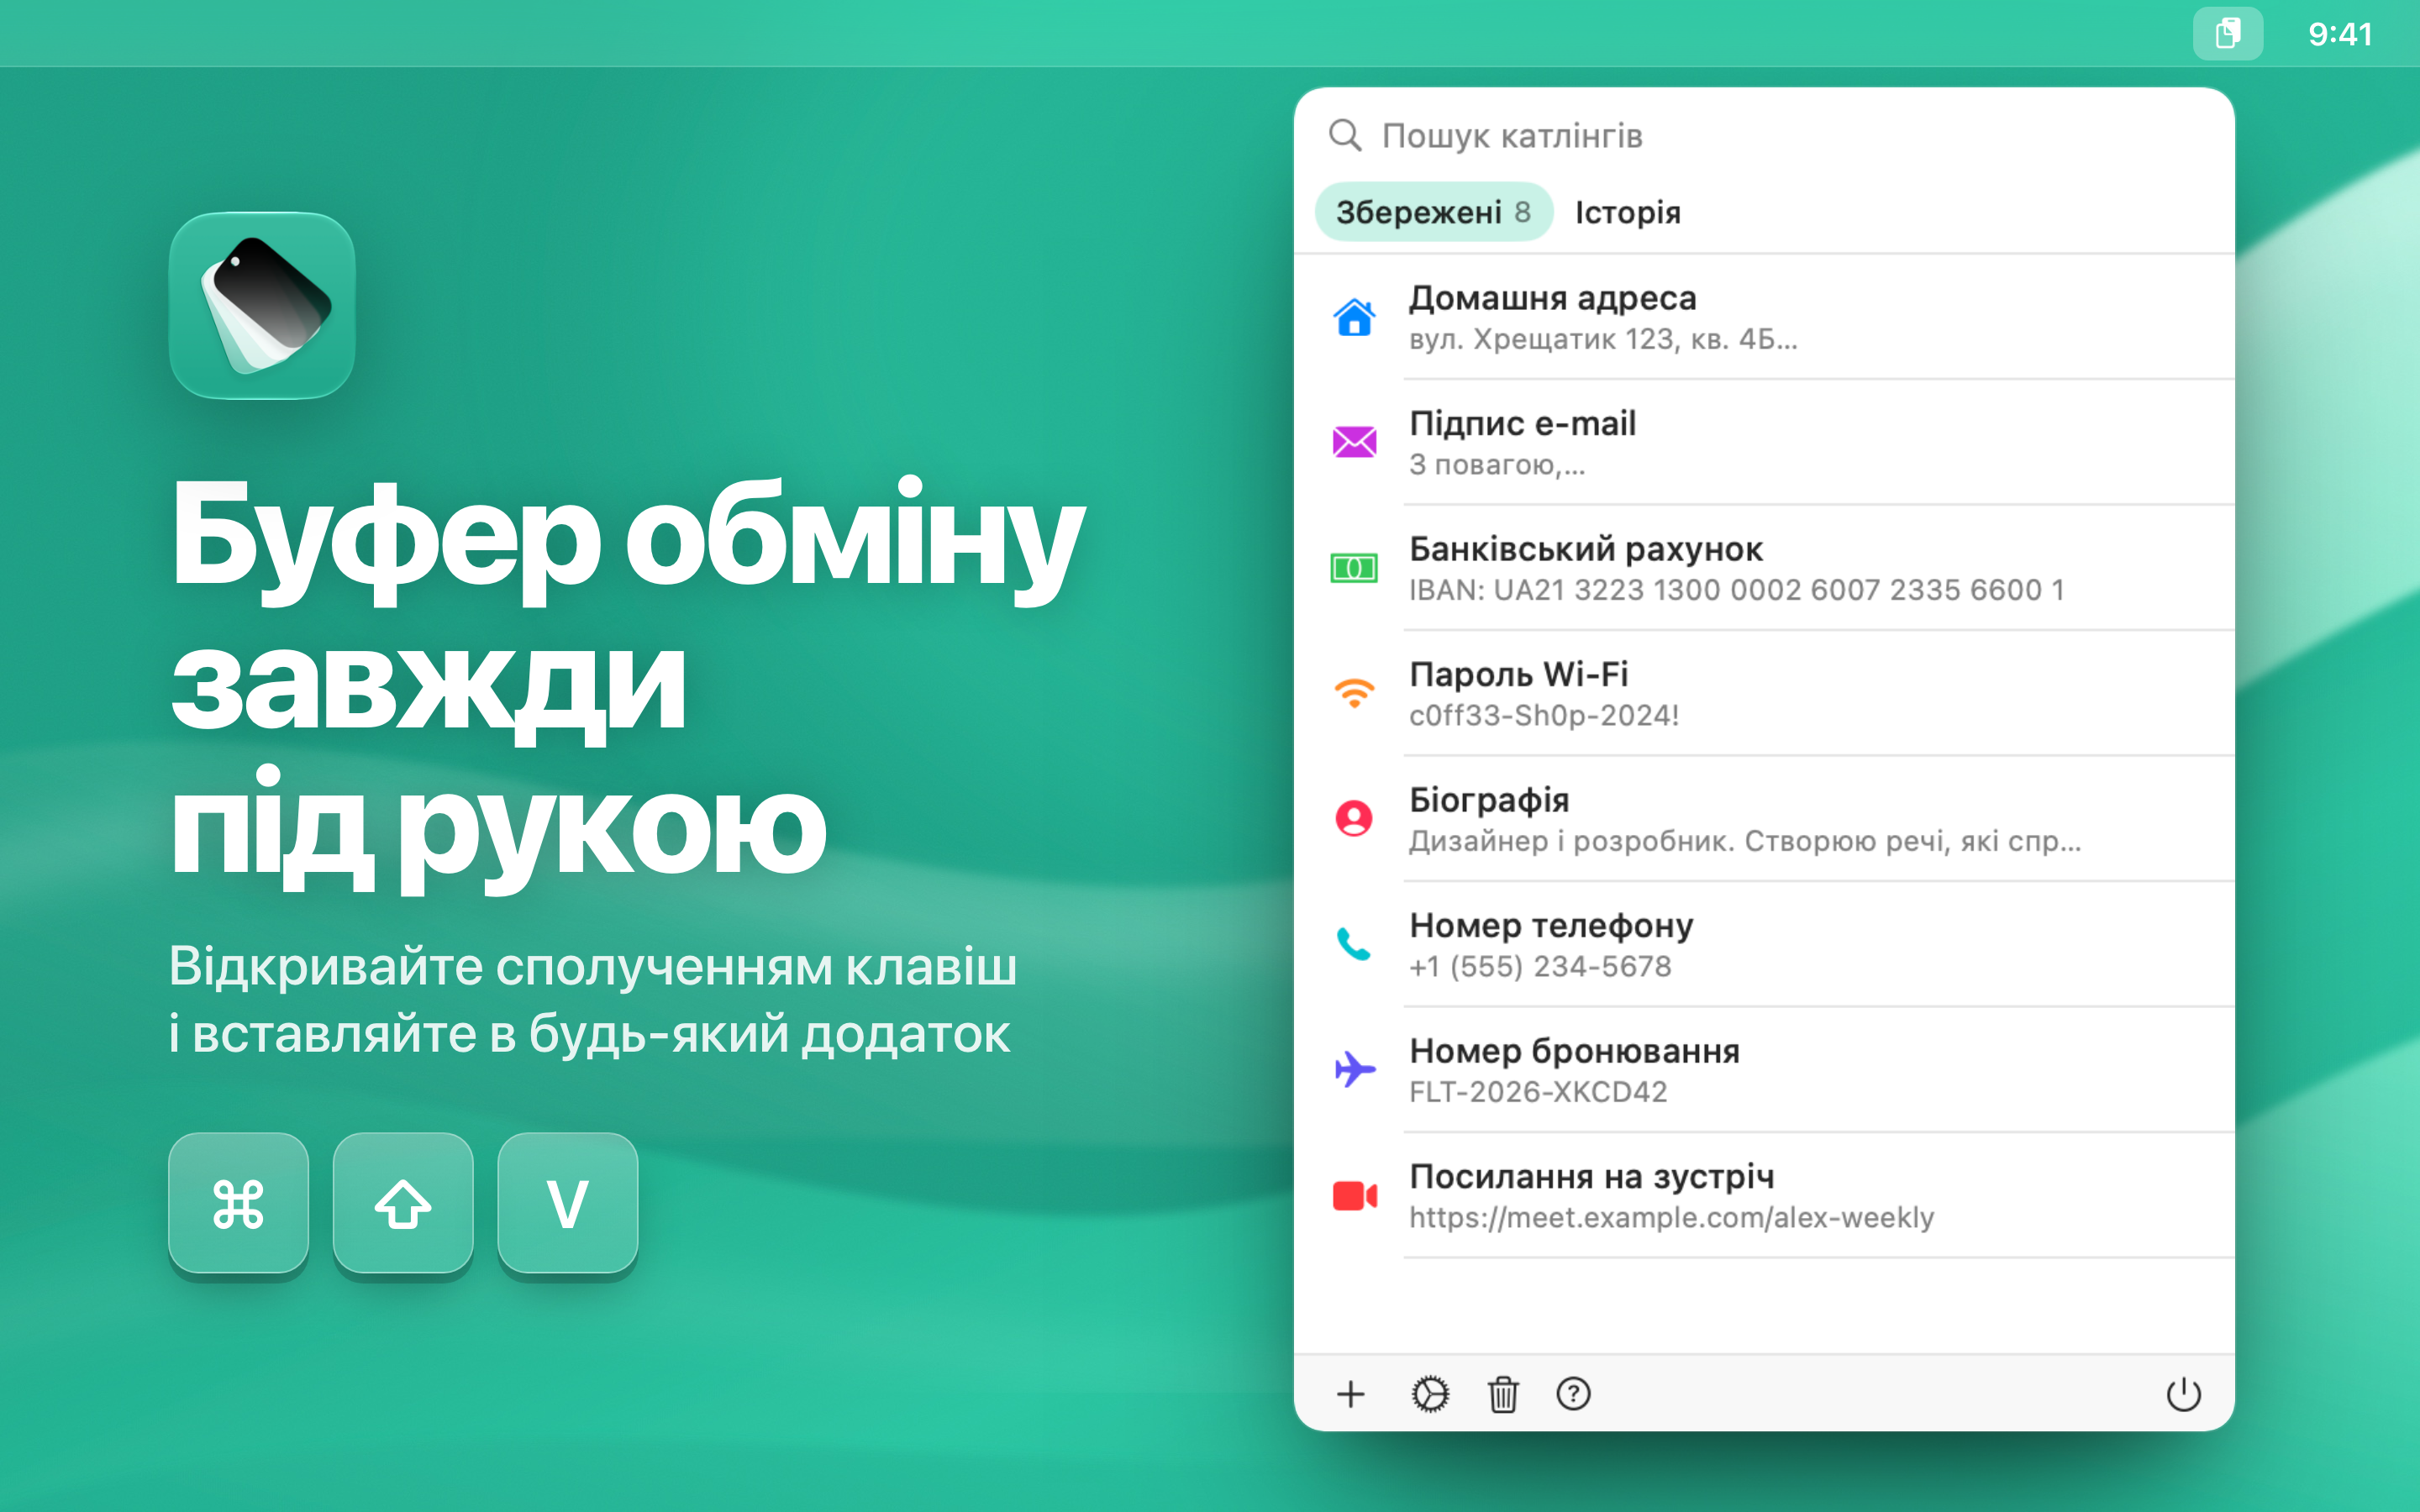 9:41
Буфер обміну
завжди
під рукою
Відкривайте сполученням клавіш
і вставляйте в будь-який додаток
⌘ ⇧ V
Пошук катлінгів
Збережені 8 Історія
Домашня адреса
вул. Хрещатик 123, кв. 4Б...
Підпис e-mail
З повагою,...
Банківський рахунок
IBAN: UA21 3223 1300 0002 6007 2335 6600 1
Пароль Wi-Fi
c0ff33-Sh0p-2024!
Біографія
Дизайнер і розробник. Створюю речі, які спр...
Номер телефону
+1 (555) 234-5678
Номер бронювання
FLT-2026-XKCD42
Посилання на зустріч
https://meet.example.com/alex-weekly